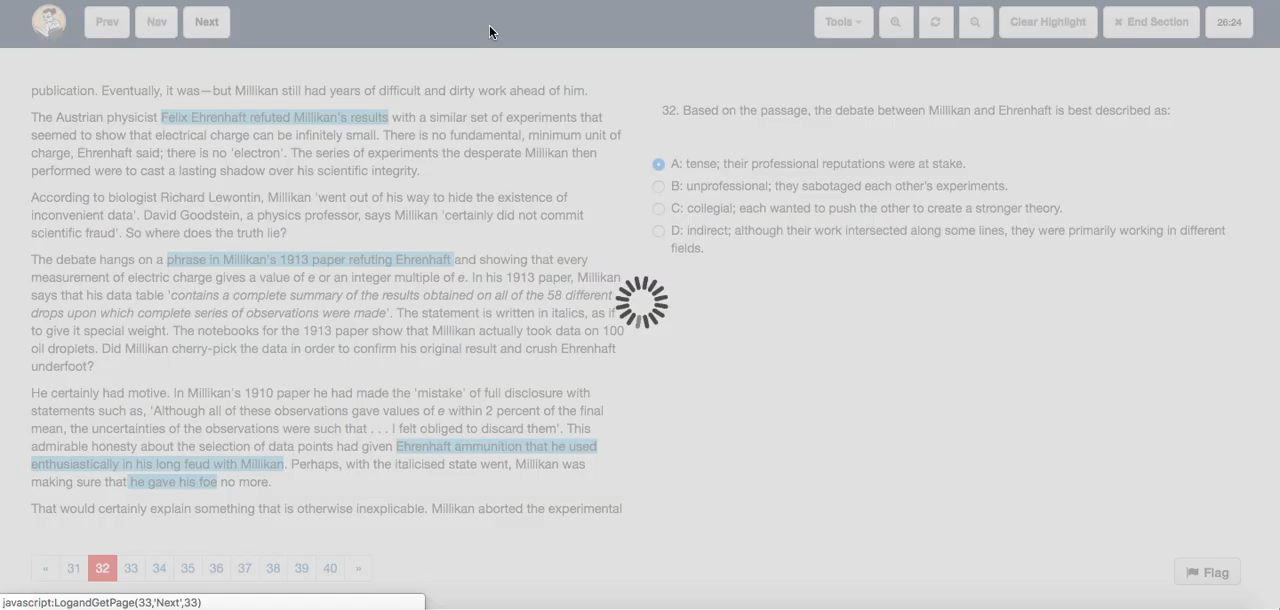 Prev Nav Next Tools Clear Highlight ✖ End Section 26:24
publication. Eventually, it was—but Millikan still had years of difficult and dirty work ahead of him.
The Austrian physicist Felix Ehrenhaft refuted Millikan's results with a similar set of experiments that
seemed to show that electrical charge can be infinitely small. There is no fundamental, minimum unit of
charge, Ehrenhaft said; there is no 'electron'. The series of experiments the desperate Millikan then
performed were to cast a lasting shadow over his scientific integrity.
According to biologist Richard Lewontin, Millikan 'went out of his way to hide the existence of
inconvenient data'. David Goodstein, a physics professor, says Millikan 'certainly did not commit
scientific fraud'. So where does the truth lie?
The debate hangs on a phrase in Millikan's 1913 paper refuting Ehrenhaft and showing that every
measurement of electric charge gives a value of e or an integer multiple of e. In his 1913 paper, Millikan
says that his data table 'contains a complete summary of the results obtained on all of the 58 different
drops upon which complete series of observations were made'. The statement is written in italics, as if
to give it special weight. The notebooks for the 1913 paper show that Millikan actually took data on 100
oil droplets. Did Millikan cherry-pick the data in order to confirm his original result and crush Ehrenhaft
underfoot?
He certainly had motive. In Millikan's 1910 paper he had made the 'mistake' of full disclosure with
statements such as, 'Although all of these observations gave values of e within 2 percent of the final
mean, the uncertainties of the observations were such that . . . I felt obliged to discard them'. This
admirable honesty about the selection of data points had given Ehrenhaft ammunition that he used
enthusiastically in his long feud with Millikan. Perhaps, with the italicised state went, Millikan was
making sure that he gave his foe no more.
That would certainly explain something that is otherwise inexplicable. Millikan aborted the experimental
32. Based on the passage, the debate between Millikan and Ehrenhaft is best described as:
A: tense; their professional reputations were at stake.
B: unprofessional; they sabotaged each other's experiments.
C: collegial; each wanted to push the other to create a stronger theory.
D: indirect; although their work intersected along some lines, they were primarily working in different
fields.
« 31 32 33 34 35 36 37 38 39 40 »
Flag
javascript:LogandGetPage(33,'Next',33)